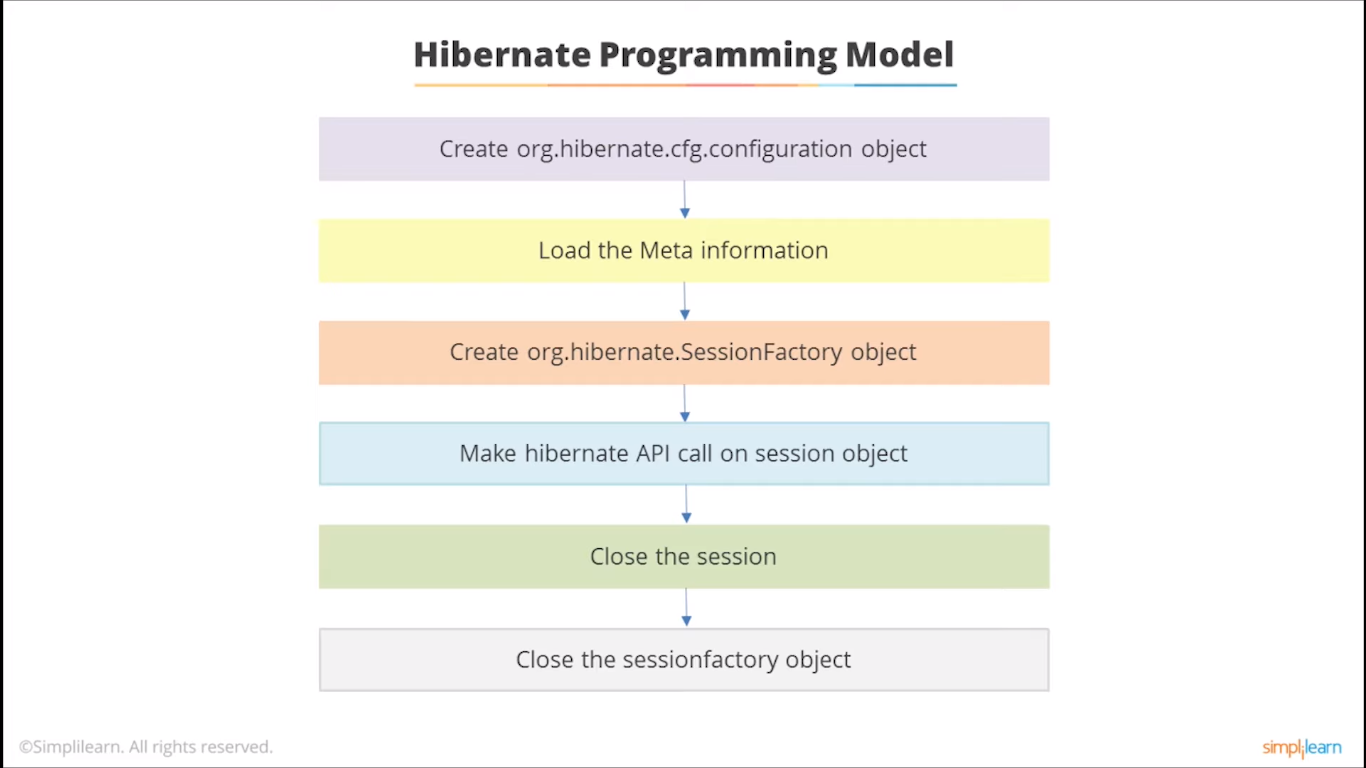 Hibernate Programming Model
Create org.hibernate.cfg.configuration object
Load the Meta information
Create org.hibernate.SessionFactory object
Make hibernate API call on session object
Close the session
Close the sessionfactory object
©Simplilearn. All rights reserved.
simplilearn